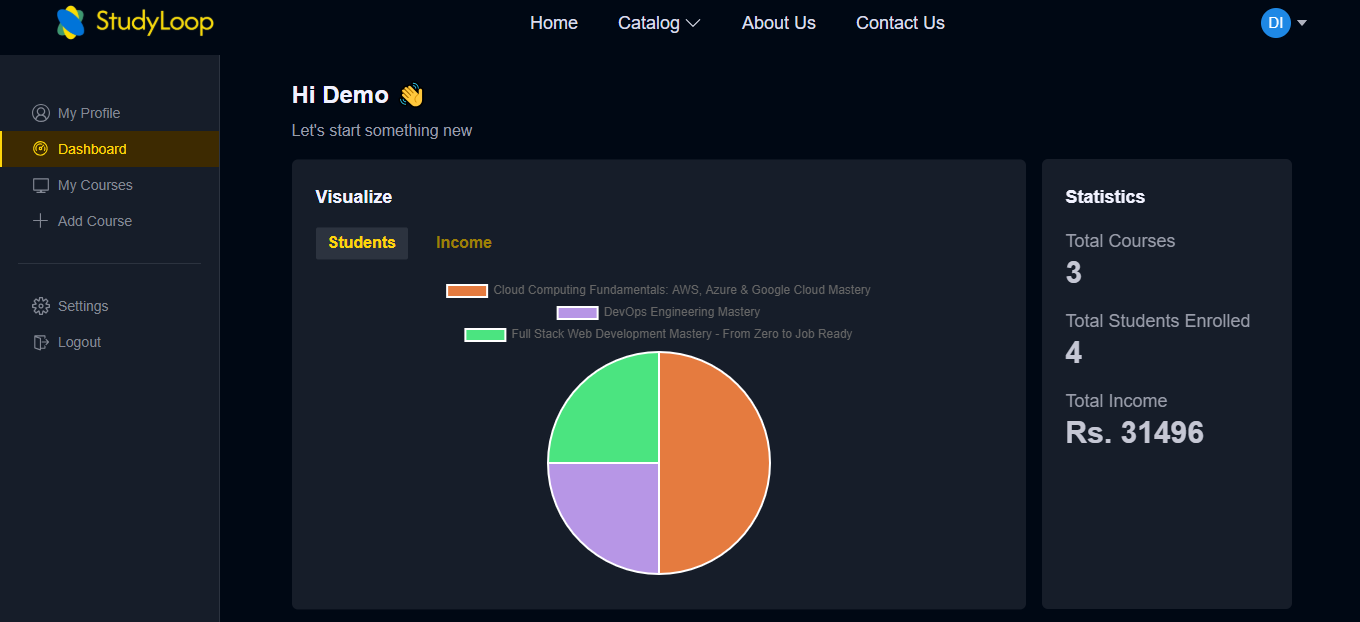 StudyLoop
Home Catalog About Us Contact Us
DI
My Profile
Dashboard
My Courses
Add Course
Settings
Logout
Hi Demo 👋
Let's start something new
Visualize
Students Income
Cloud Computing Fundamentals: AWS, Azure & Google Cloud Mastery
DevOps Engineering Mastery
Full Stack Web Development Mastery - From Zero to Job Ready
Statistics
Total Courses
3
Total Students Enrolled
4
Total Income
Rs. 31496